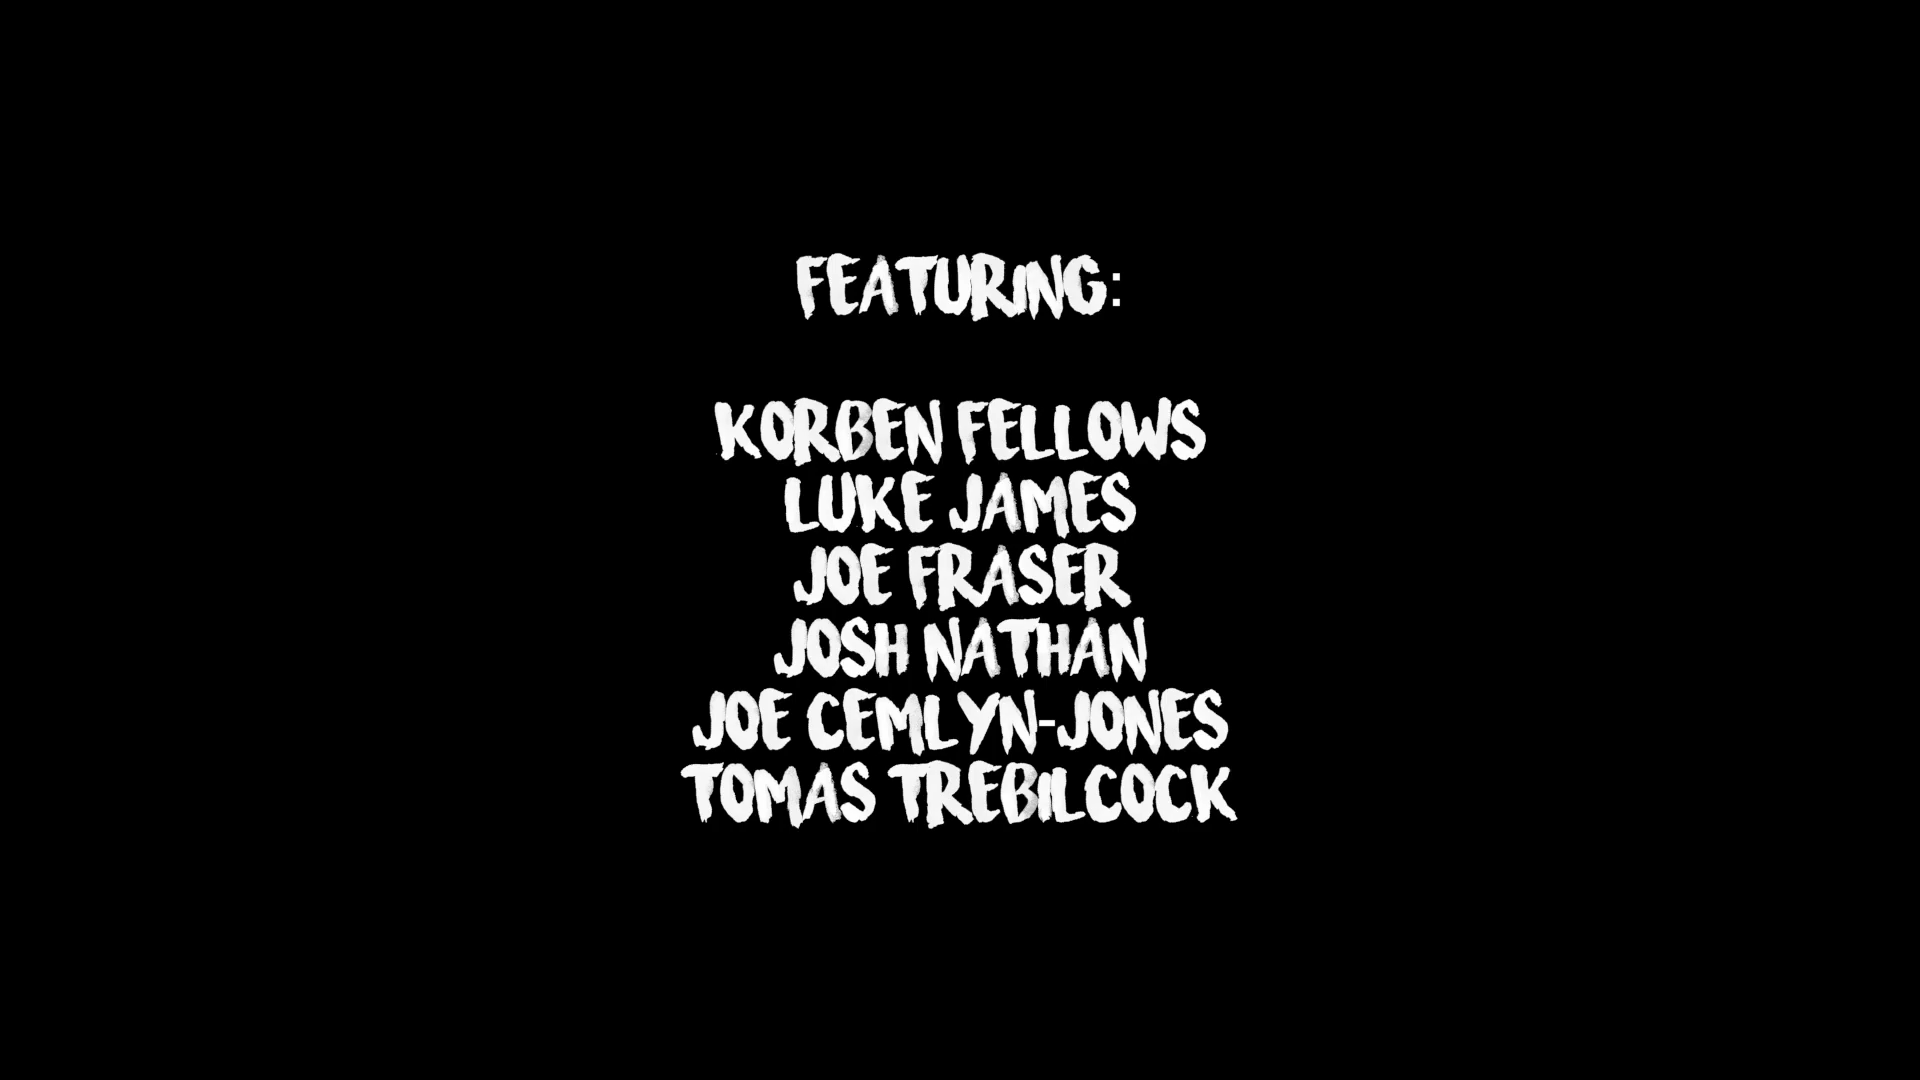 FEATURING:
KORBEN FELLOWS
LUKE JAMES
JOE FRASER
JOSH NATHAN
JOE CEMLYN-JONES
TOMAS TREBILCOCK